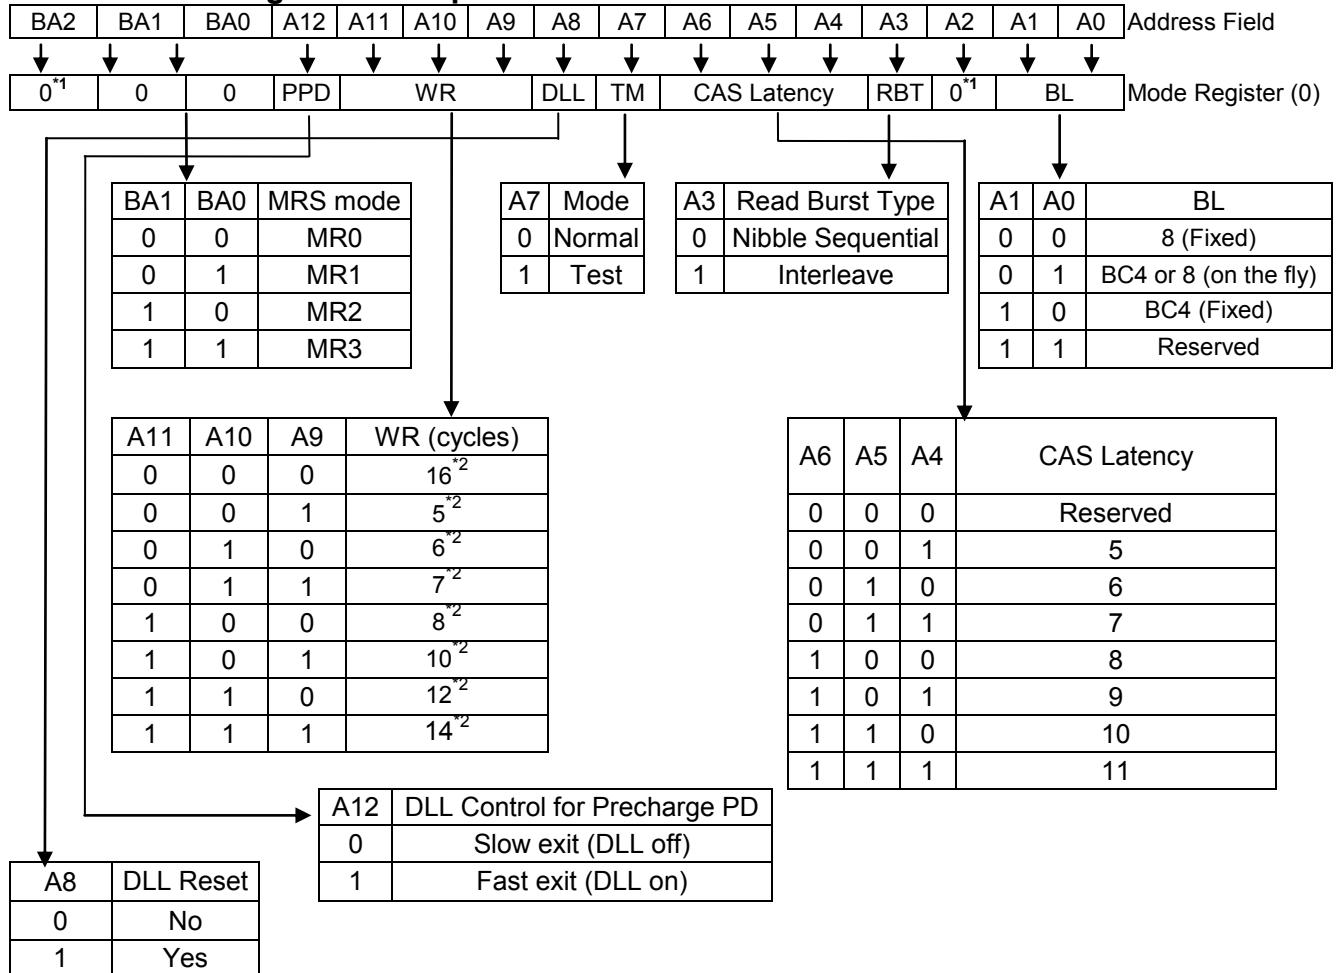 BA2 BA1 BA0 A12 A11 A10 A9 A8 A7 A6 A5 A4 A3 A2 A1 A0 Address Field
0*1 0 0 PPD WR DLL TM CAS Latency RBT 0*1 BL Mode Register (0)
BA1 BA0 MRS mode
0 0 MR0
0 1 MR1
1 0 MR2
1 1 MR3
A7 Mode
0 Normal
1 Test
A3 Read Burst Type
0 Nibble Sequential
1 Interleave
A1 A0 BL
0 0 8 (Fixed)
0 1 BC4 or 8 (on the fly)
1 0 BC4 (Fixed)
1 1 Reserved
A11 A10 A9 WR (cycles)
0 0 0 16*2
0 0 1 5*2
0 1 0 6*2
0 1 1 7*2
1 0 0 8*2
1 0 1 10*2
1 1 0 12*2
1 1 1 14*2
A6 A5 A4 CAS Latency
0 0 0 Reserved
0 0 1 5
0 1 0 6
0 1 1 7
1 0 0 8
1 0 1 9
1 1 0 10
1 1 1 11
A12 DLL Control for Precharge PD
0 Slow exit (DLL off)
1 Fast exit (DLL on)
A8 DLL Reset
0 No
1 Yes